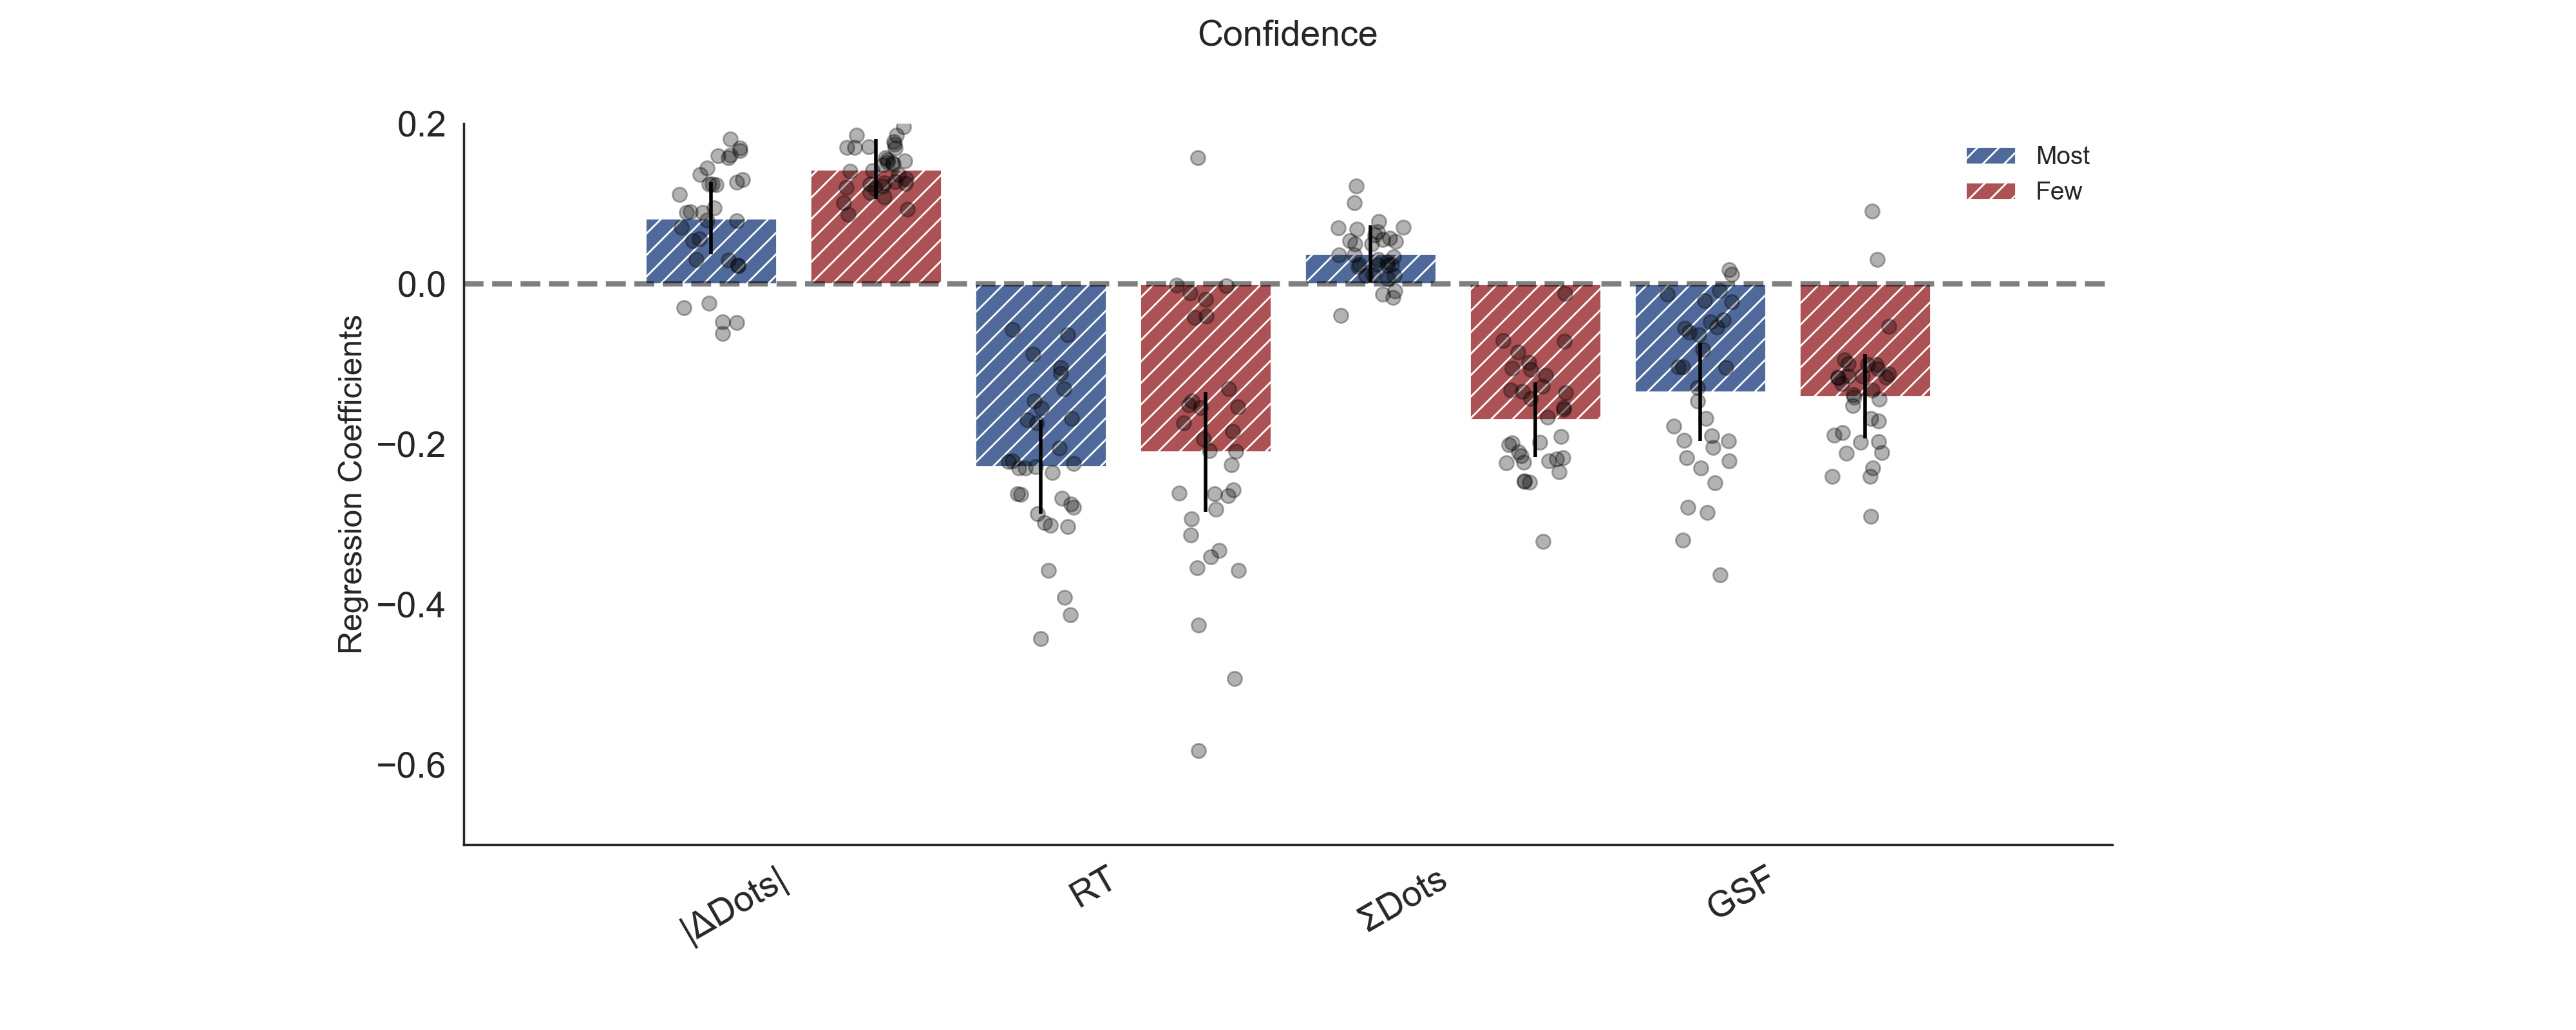 Confidence
0.2
0.0
−0.2
−0.4
−0.6
Regression Coefficients
Most
Few
|ΔDots|
RT
ΣDots
GSF